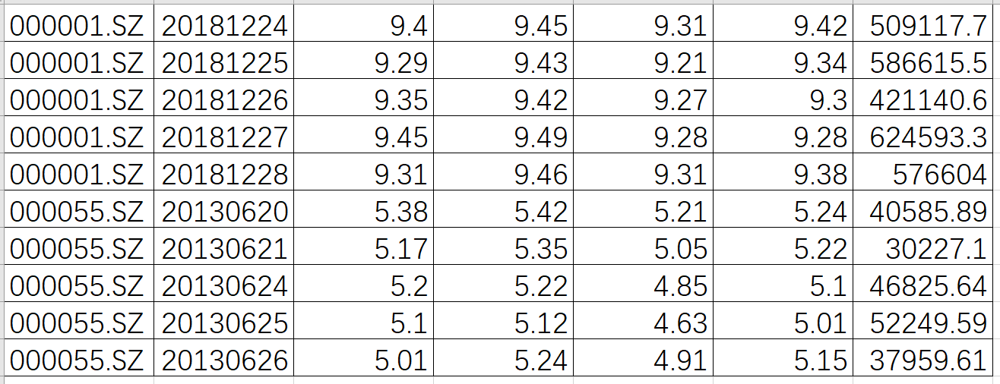 000001.SZ 20181224 9.4 9.45 9.31 9.42 509117.7
000001.SZ 20181225 9.29 9.43 9.21 9.34 586615.5
000001.SZ 20181226 9.35 9.42 9.27 9.3 421140.6
000001.SZ 20181227 9.45 9.49 9.28 9.28 624593.3
000001.SZ 20181228 9.31 9.46 9.31 9.38 576604
000055.SZ 20130620 5.38 5.42 5.21 5.24 40585.89
000055.SZ 20130621 5.17 5.35 5.05 5.22 30227.1
000055.SZ 20130624 5.2 5.22 4.85 5.1 46825.64
000055.SZ 20130625 5.1 5.12 4.63 5.01 52249.59
000055.SZ 20130626 5.01 5.24 4.91 5.15 37959.61